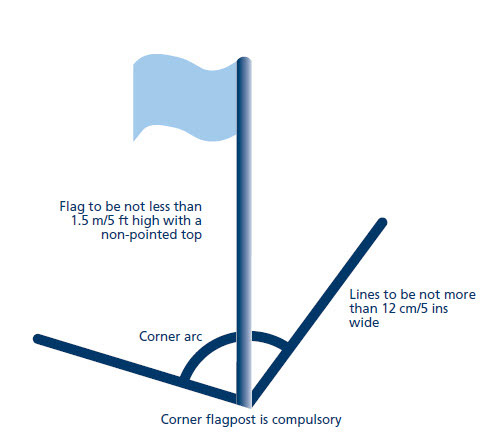 Flag to be not less than
1.5 m/5 ft high with a
non-pointed top
Lines to be not more
than 12 cm/5 ins
wide
Corner arc
Corner flagpost is compulsory